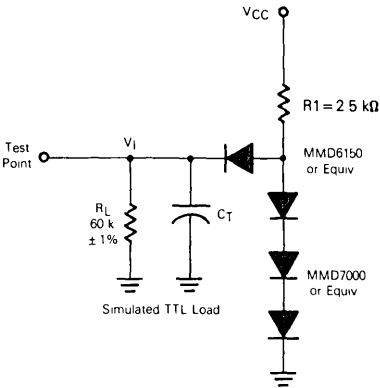 VCC
R1 = 2 5 kΩ
Test
Point
VI
MMD6150
or Equiv
RL
60 k
± 1%
CT
MMD7000
or Equiv
Simulated TTL Load